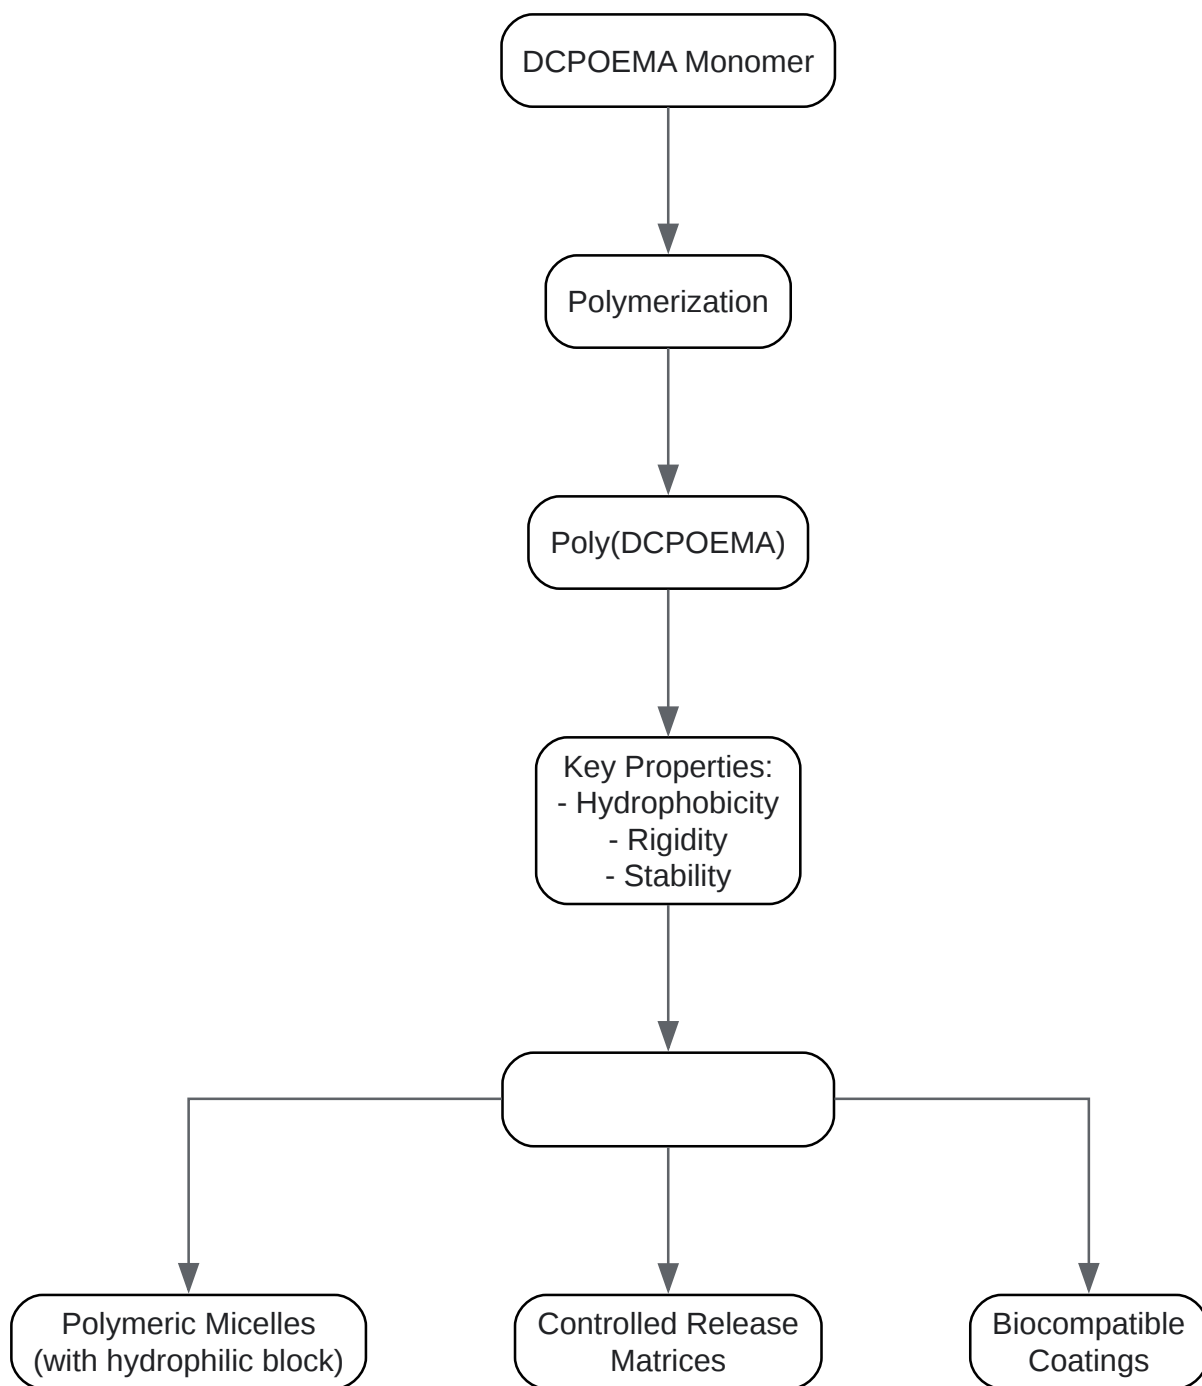 DCPOEMA Monomer
Polymerization
Poly(DCPOEMA)
Key Properties:
- Hydrophobicity
- Rigidity
- Stability
Polymeric Micelles
(with hydrophilic block)
Controlled Release
Matrices
Biocompatible
Coatings